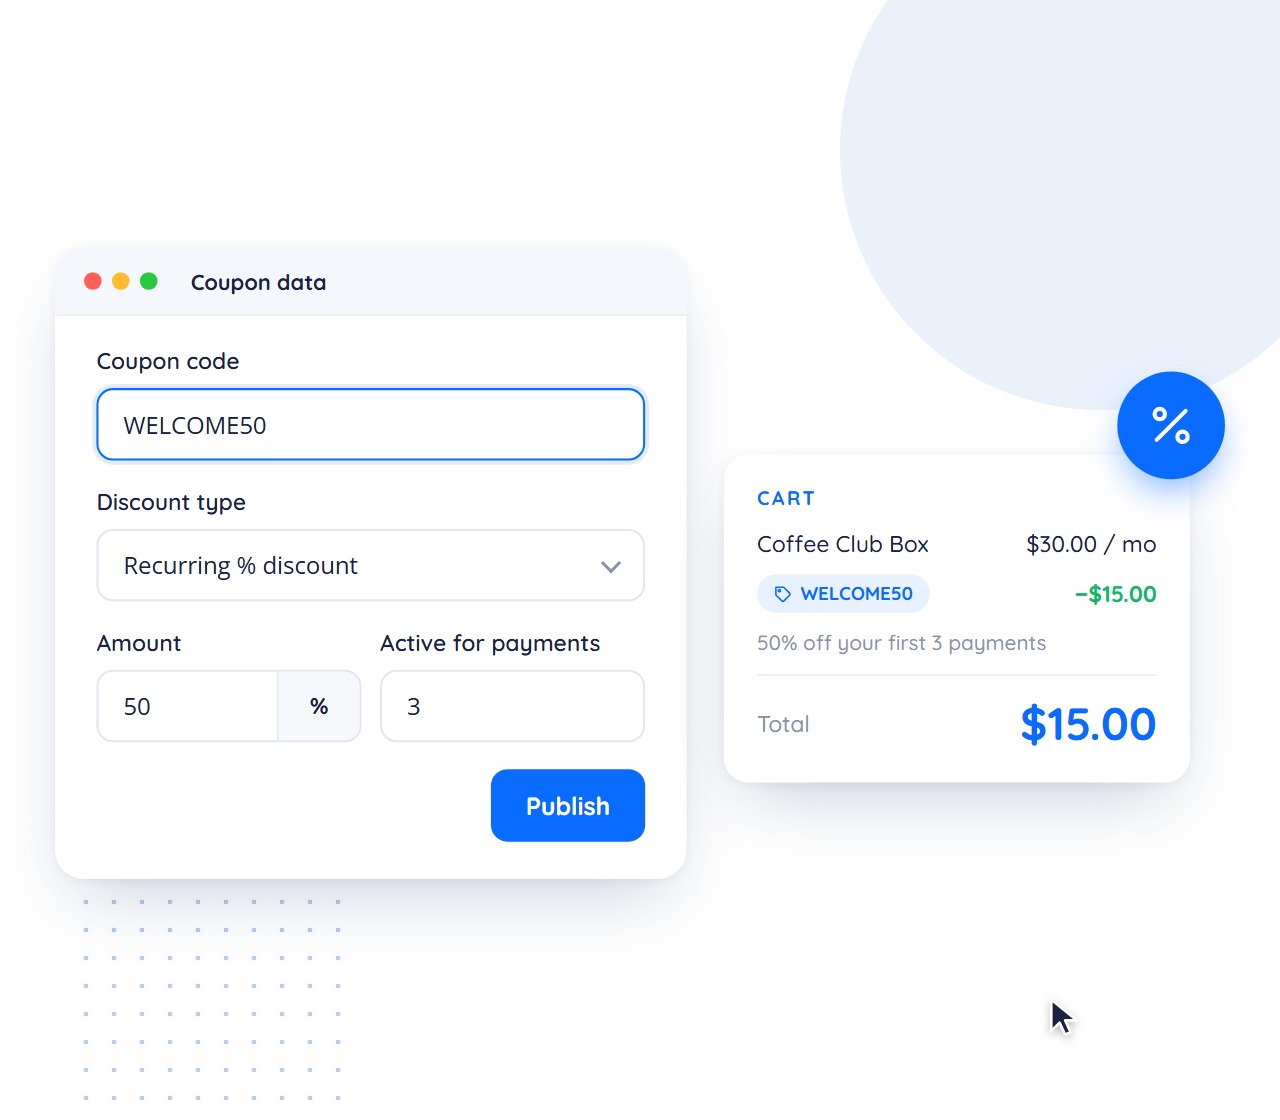 Coupon data
Coupon code
WELCOME50
Discount type
Recurring % discount
Amount
Active for payments
50
%
3
Publish
%
CART
Coffee Club Box $30.00 / mo
WELCOME50 −$15.00
50% off your first 3 payments
Total $15.00